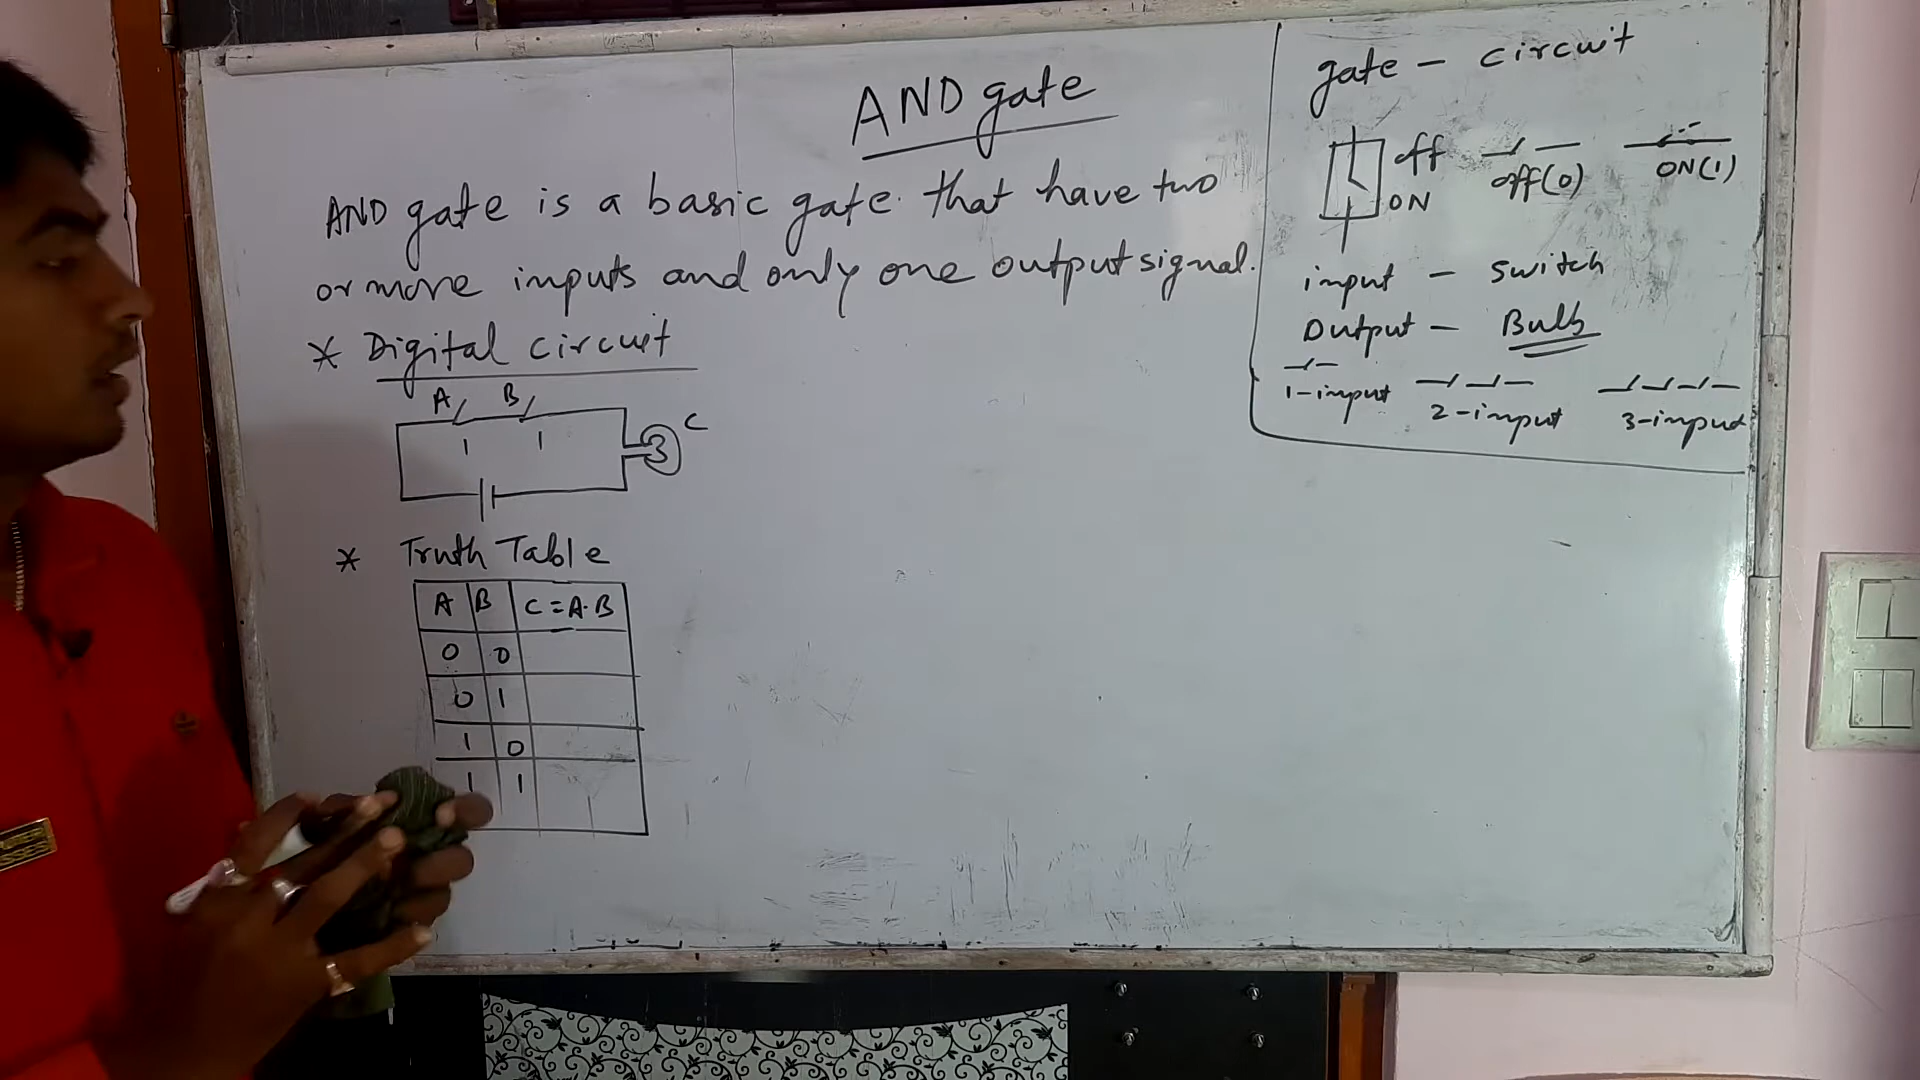 AND gate
AND gate is a basic gate. that have two
or more inputs and only one output signal.
* Digital circuit
A B
C
1 1
* Truth Table
A B C = A·B
0 0
0 1
1 0
1 1 1
gate - circuit
off
ON
off(0) ON(1)
input - switch
Output - Bulb
1-input 2-input 3-input